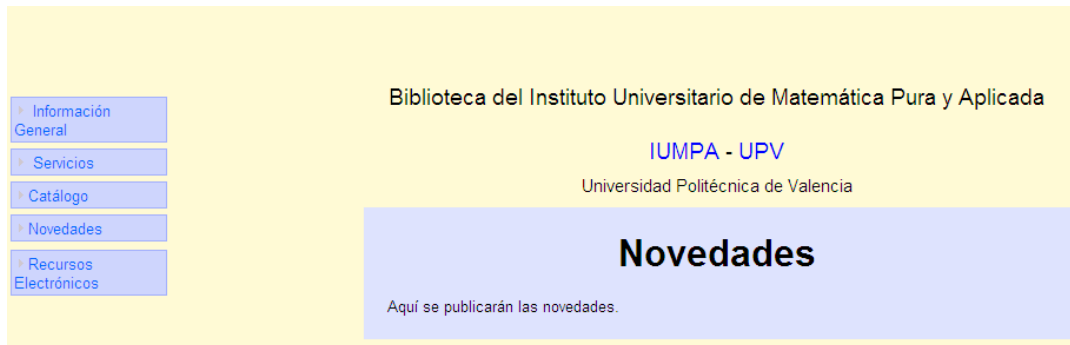 Información
General
Servicios
Catálogo
Novedades
Recursos
Electrónicos
Biblioteca del Instituto Universitario de Matemática Pura y Aplicada
IUMPA - UPV
Universidad Politécnica de Valencia
Novedades
Aquí se publicarán las novedades.